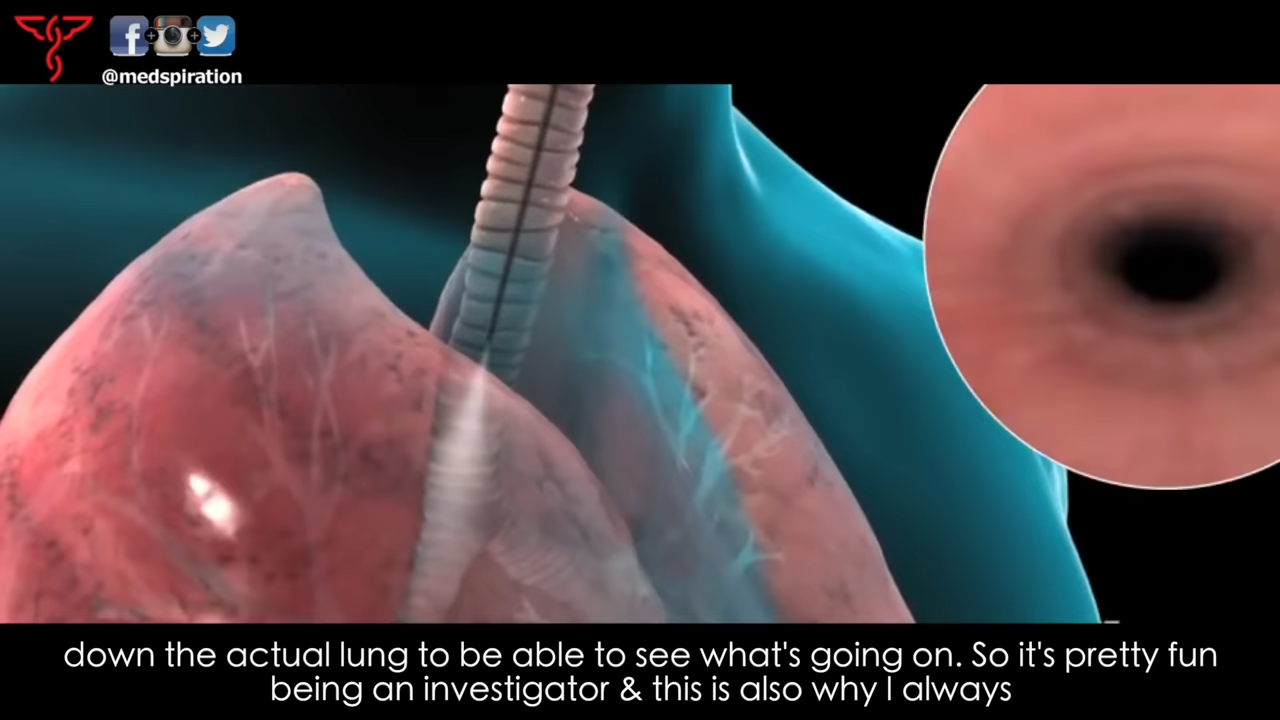 @medspiration
down the actual lung to be able to see what's going on. So it's pretty fun
being an investigator & this is also why I always